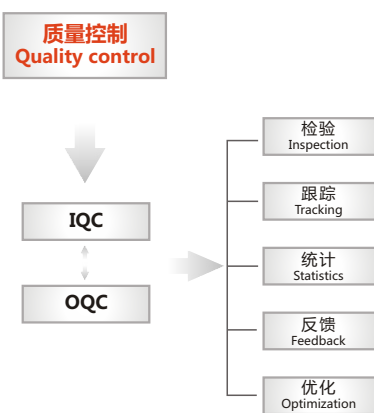 质量控制
Quality control
IQC
OQC
检验
Inspection
跟踪
Tracking
统计
Statistics
反馈
Feedback
优化
Optimization